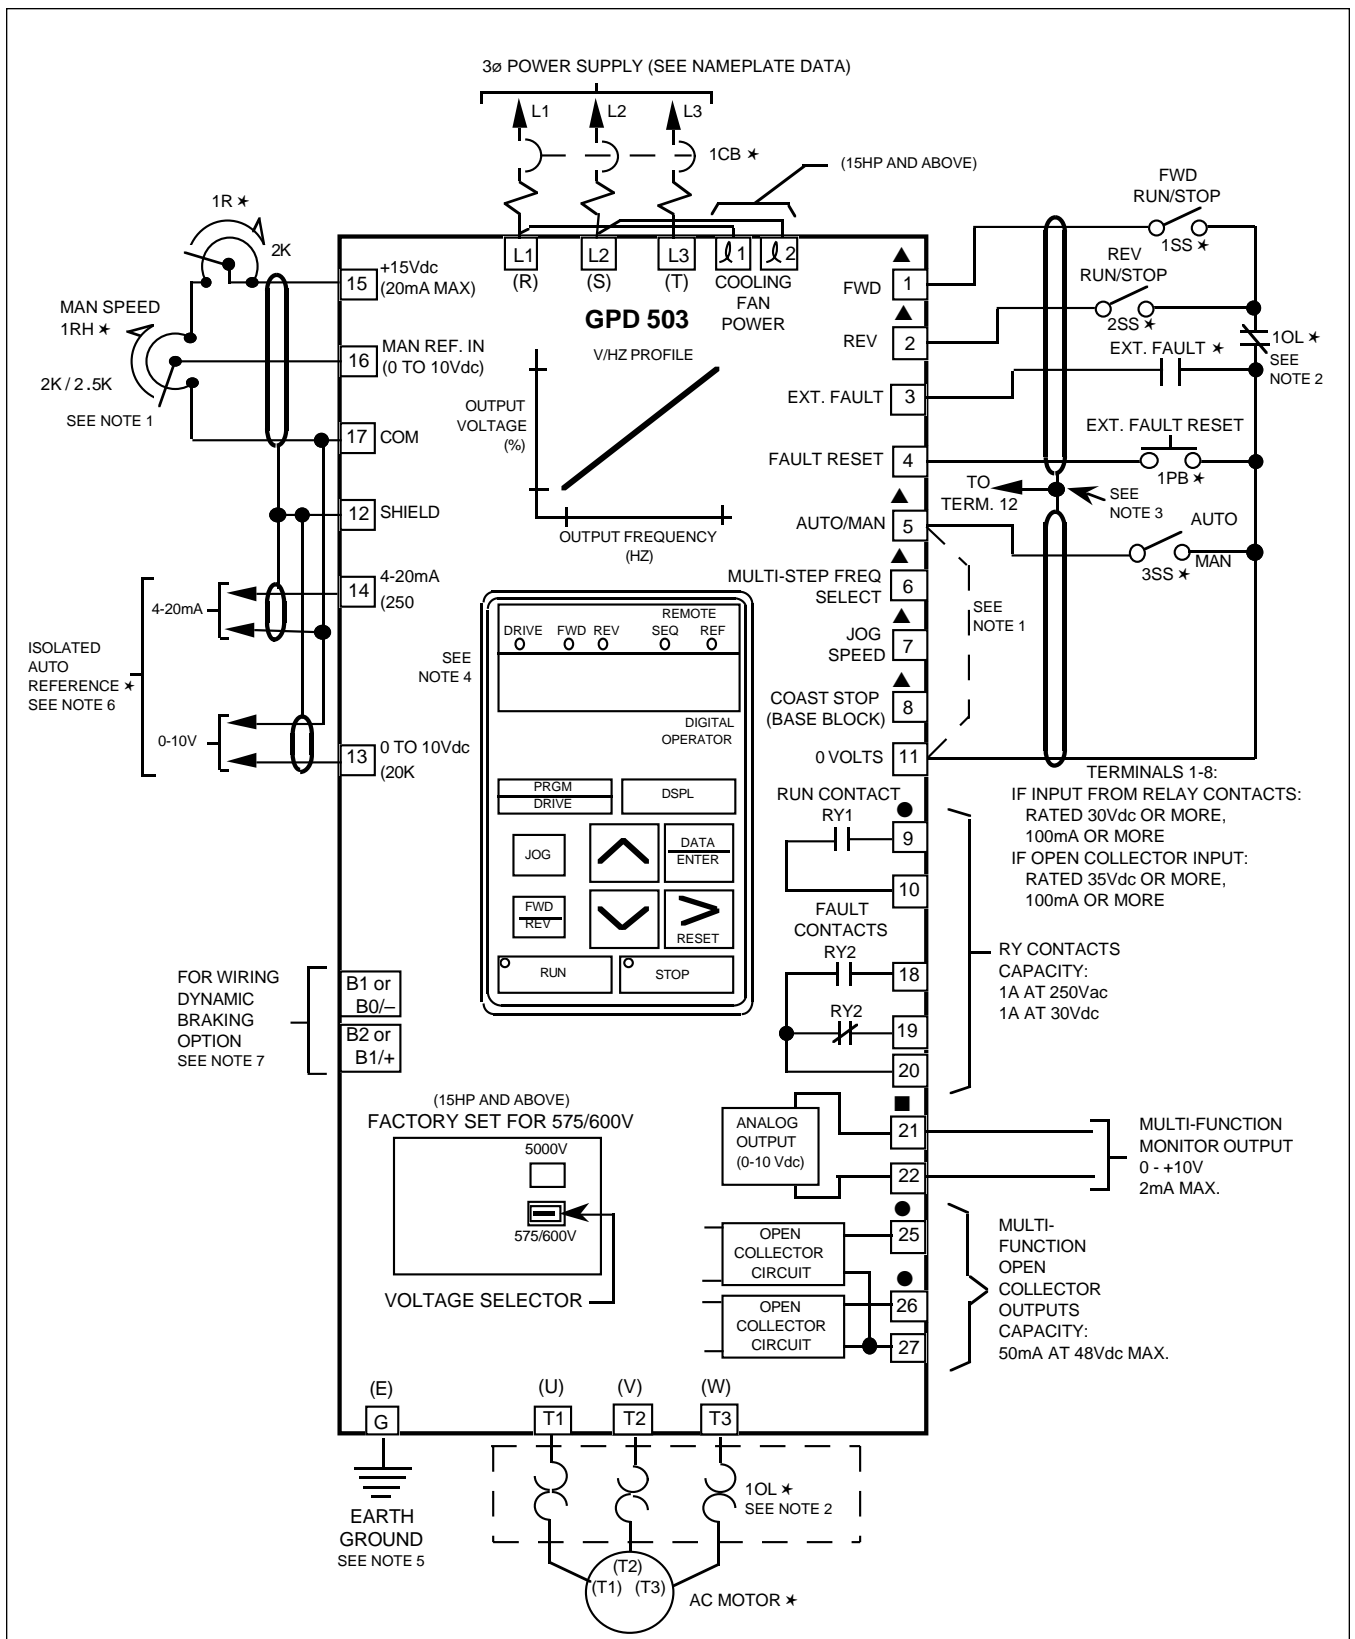 3ø POWER SUPPLY (SEE NAMEPLATE DATA)
L1
L2
L3
1CB ★
(15HP AND ABOVE)
1R ★
2K
MAN SPEED
1RH ★
2K / 2.5K
SEE NOTE 1
15
+15Vdc
(20mA MAX)
16
MAN REF. IN
(0 TO 10Vdc)
17
COM
12
SHIELD
14
4-20mA
(250
4-20mA
ISOLATED
AUTO
REFERENCE ★
SEE NOTE 6
0-10V
13
0 TO 10Vdc
(20K
L1
(R)
L2
(S)
L3
(T)
ℓ1
ℓ2
COOLING
FAN
POWER
GPD 503
V/HZ PROFILE
OUTPUT
VOLTAGE
(%)
OUTPUT FREQUENCY
(HZ)
FWD
1
REV
2
EXT. FAULT
3
FAULT RESET
4
AUTO/MAN
5
MULTI-STEP FREQ
SELECT
6
JOG
SPEED
7
COAST STOP
(BASE BLOCK)
8
0 VOLTS
11
FWD
RUN/STOP
1SS ★
REV
RUN/STOP
2SS ★
1OL ★
SEE
NOTE 2
EXT. FAULT ★
EXT. FAULT RESET
1PB ★
TO
TERM. 12
SEE
NOTE 3
AUTO
MAN
3SS ★
SEE
NOTE 1
TERMINALS 1-8:
IF INPUT FROM RELAY CONTACTS:
RATED 30Vdc OR MORE,
100mA OR MORE
IF OPEN COLLECTOR INPUT:
RATED 35Vdc OR MORE,
100mA OR MORE
SEE
NOTE 4
REMOTE
DRIVE FWD REV SEQ REF
DIGITAL
OPERATOR
PRGM
DRIVE
DSPL
JOG
DATA
ENTER
FWD
REV
RESET
RUN
STOP
RUN CONTACT
RY1
9
10
FAULT
CONTACTS
RY2
18
RY2
19
20
RY CONTACTS
CAPACITY:
1A AT 250Vac
1A AT 30Vdc
FOR WIRING
DYNAMIC
BRAKING
OPTION
SEE NOTE 7
B1 or
B0/–
B2 or
B1/+
(15HP AND ABOVE)
FACTORY SET FOR 575/600V
5000V
575/600V
VOLTAGE SELECTOR
ANALOG
OUTPUT
(0-10 Vdc)
21
22
MULTI-FUNCTION
MONITOR OUTPUT
0 - +10V
2mA MAX.
OPEN
COLLECTOR
CIRCUIT
25
OPEN
COLLECTOR
CIRCUIT
26
27
MULTI-
FUNCTION
OPEN
COLLECTOR
OUTPUTS
CAPACITY:
50mA AT 48Vdc MAX.
(E)
G
EARTH
GROUND
SEE NOTE 5
(U)
T1
(V)
T2
(W)
T3
1OL ★
SEE NOTE 2
(T2)
(T1) (T3)
AC MOTOR ★